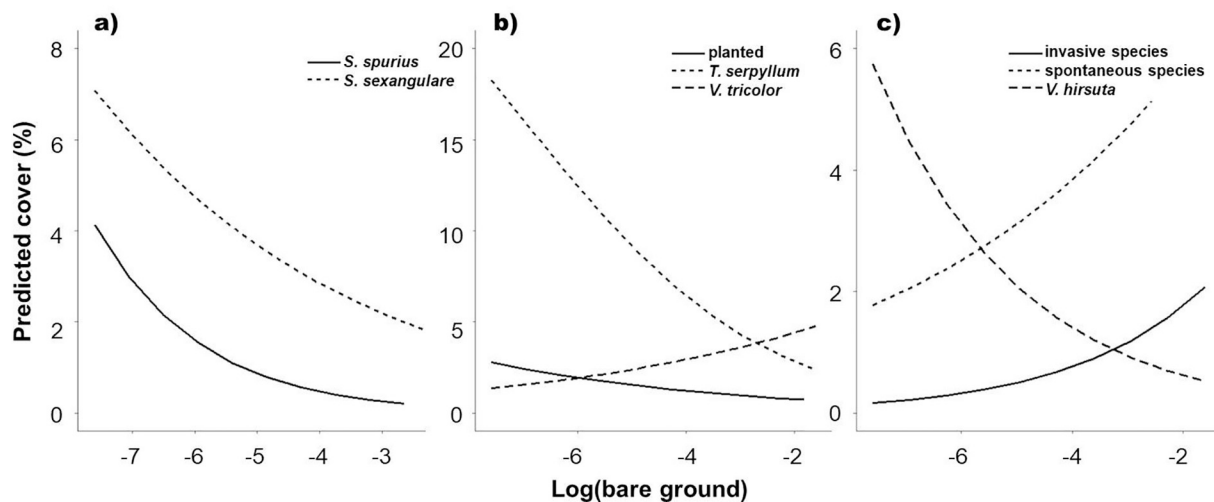 a)
S. spurius
S. sexangulare
8
6
4
2
0
-7 -6 -5 -4 -3
b)
planted
T. serpyllum
V. tricolor
20
15
10
5
0
-6 -4 -2
c)
invasive species
spontaneous species
V. hirsuta
6
4
2
0
-6 -4 -2
Predicted cover (%)
Log(bare ground)